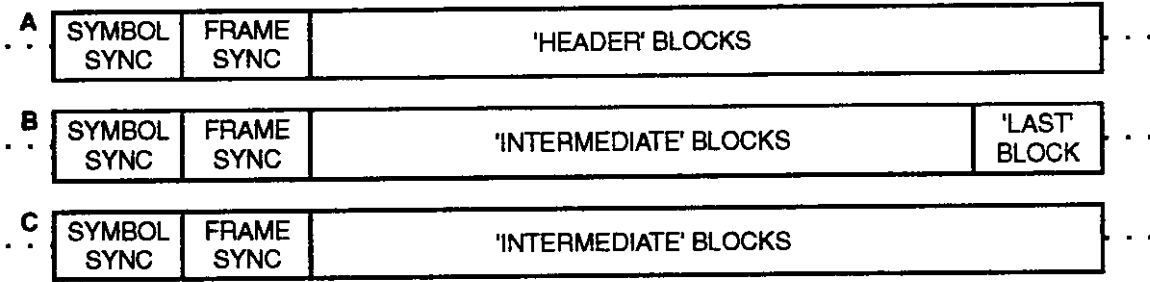 A
SYMBOL SYNC
FRAME SYNC
'HEADER' BLOCKS
B
SYMBOL SYNC
FRAME SYNC
'INTERMEDIATE' BLOCKS
'LAST' BLOCK
C
SYMBOL SYNC
FRAME SYNC
'INTERMEDIATE' BLOCKS